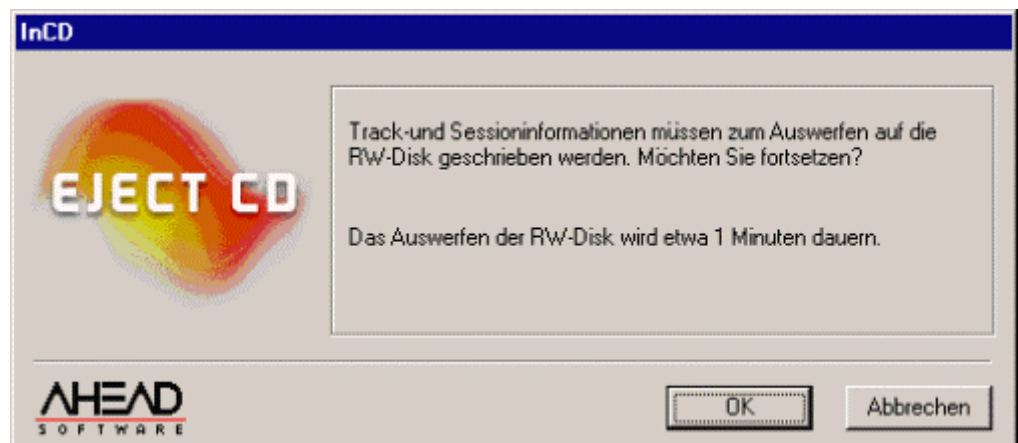 InCD
EJECT CD
Track-und Sessioninformationen müssen zum Auswerfen auf die
RW-Disk geschrieben werden. Möchten Sie fortsetzen?
Das Auswerfen der RW-Disk wird etwa 1 Minuten dauern.
AHEAD
SOFTWARE
OK
Abbrechen